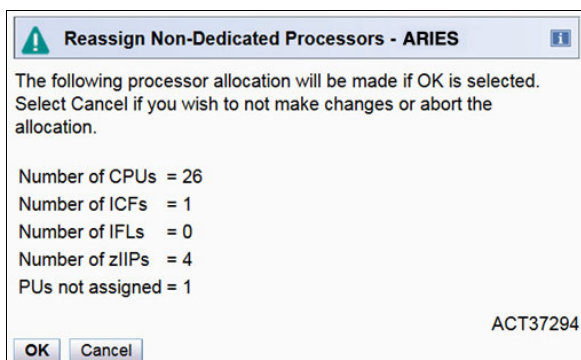 Reassign Non-Dedicated Processors - ARIES
The following processor allocation will be made if OK is selected.
Select Cancel if you wish to not make changes or abort the
allocation.
Number of CPUs = 26
Number of ICFs = 1
Number of IFLs = 0
Number of zIIPs = 4
PUs not assigned = 1
ACT37294
OK Cancel